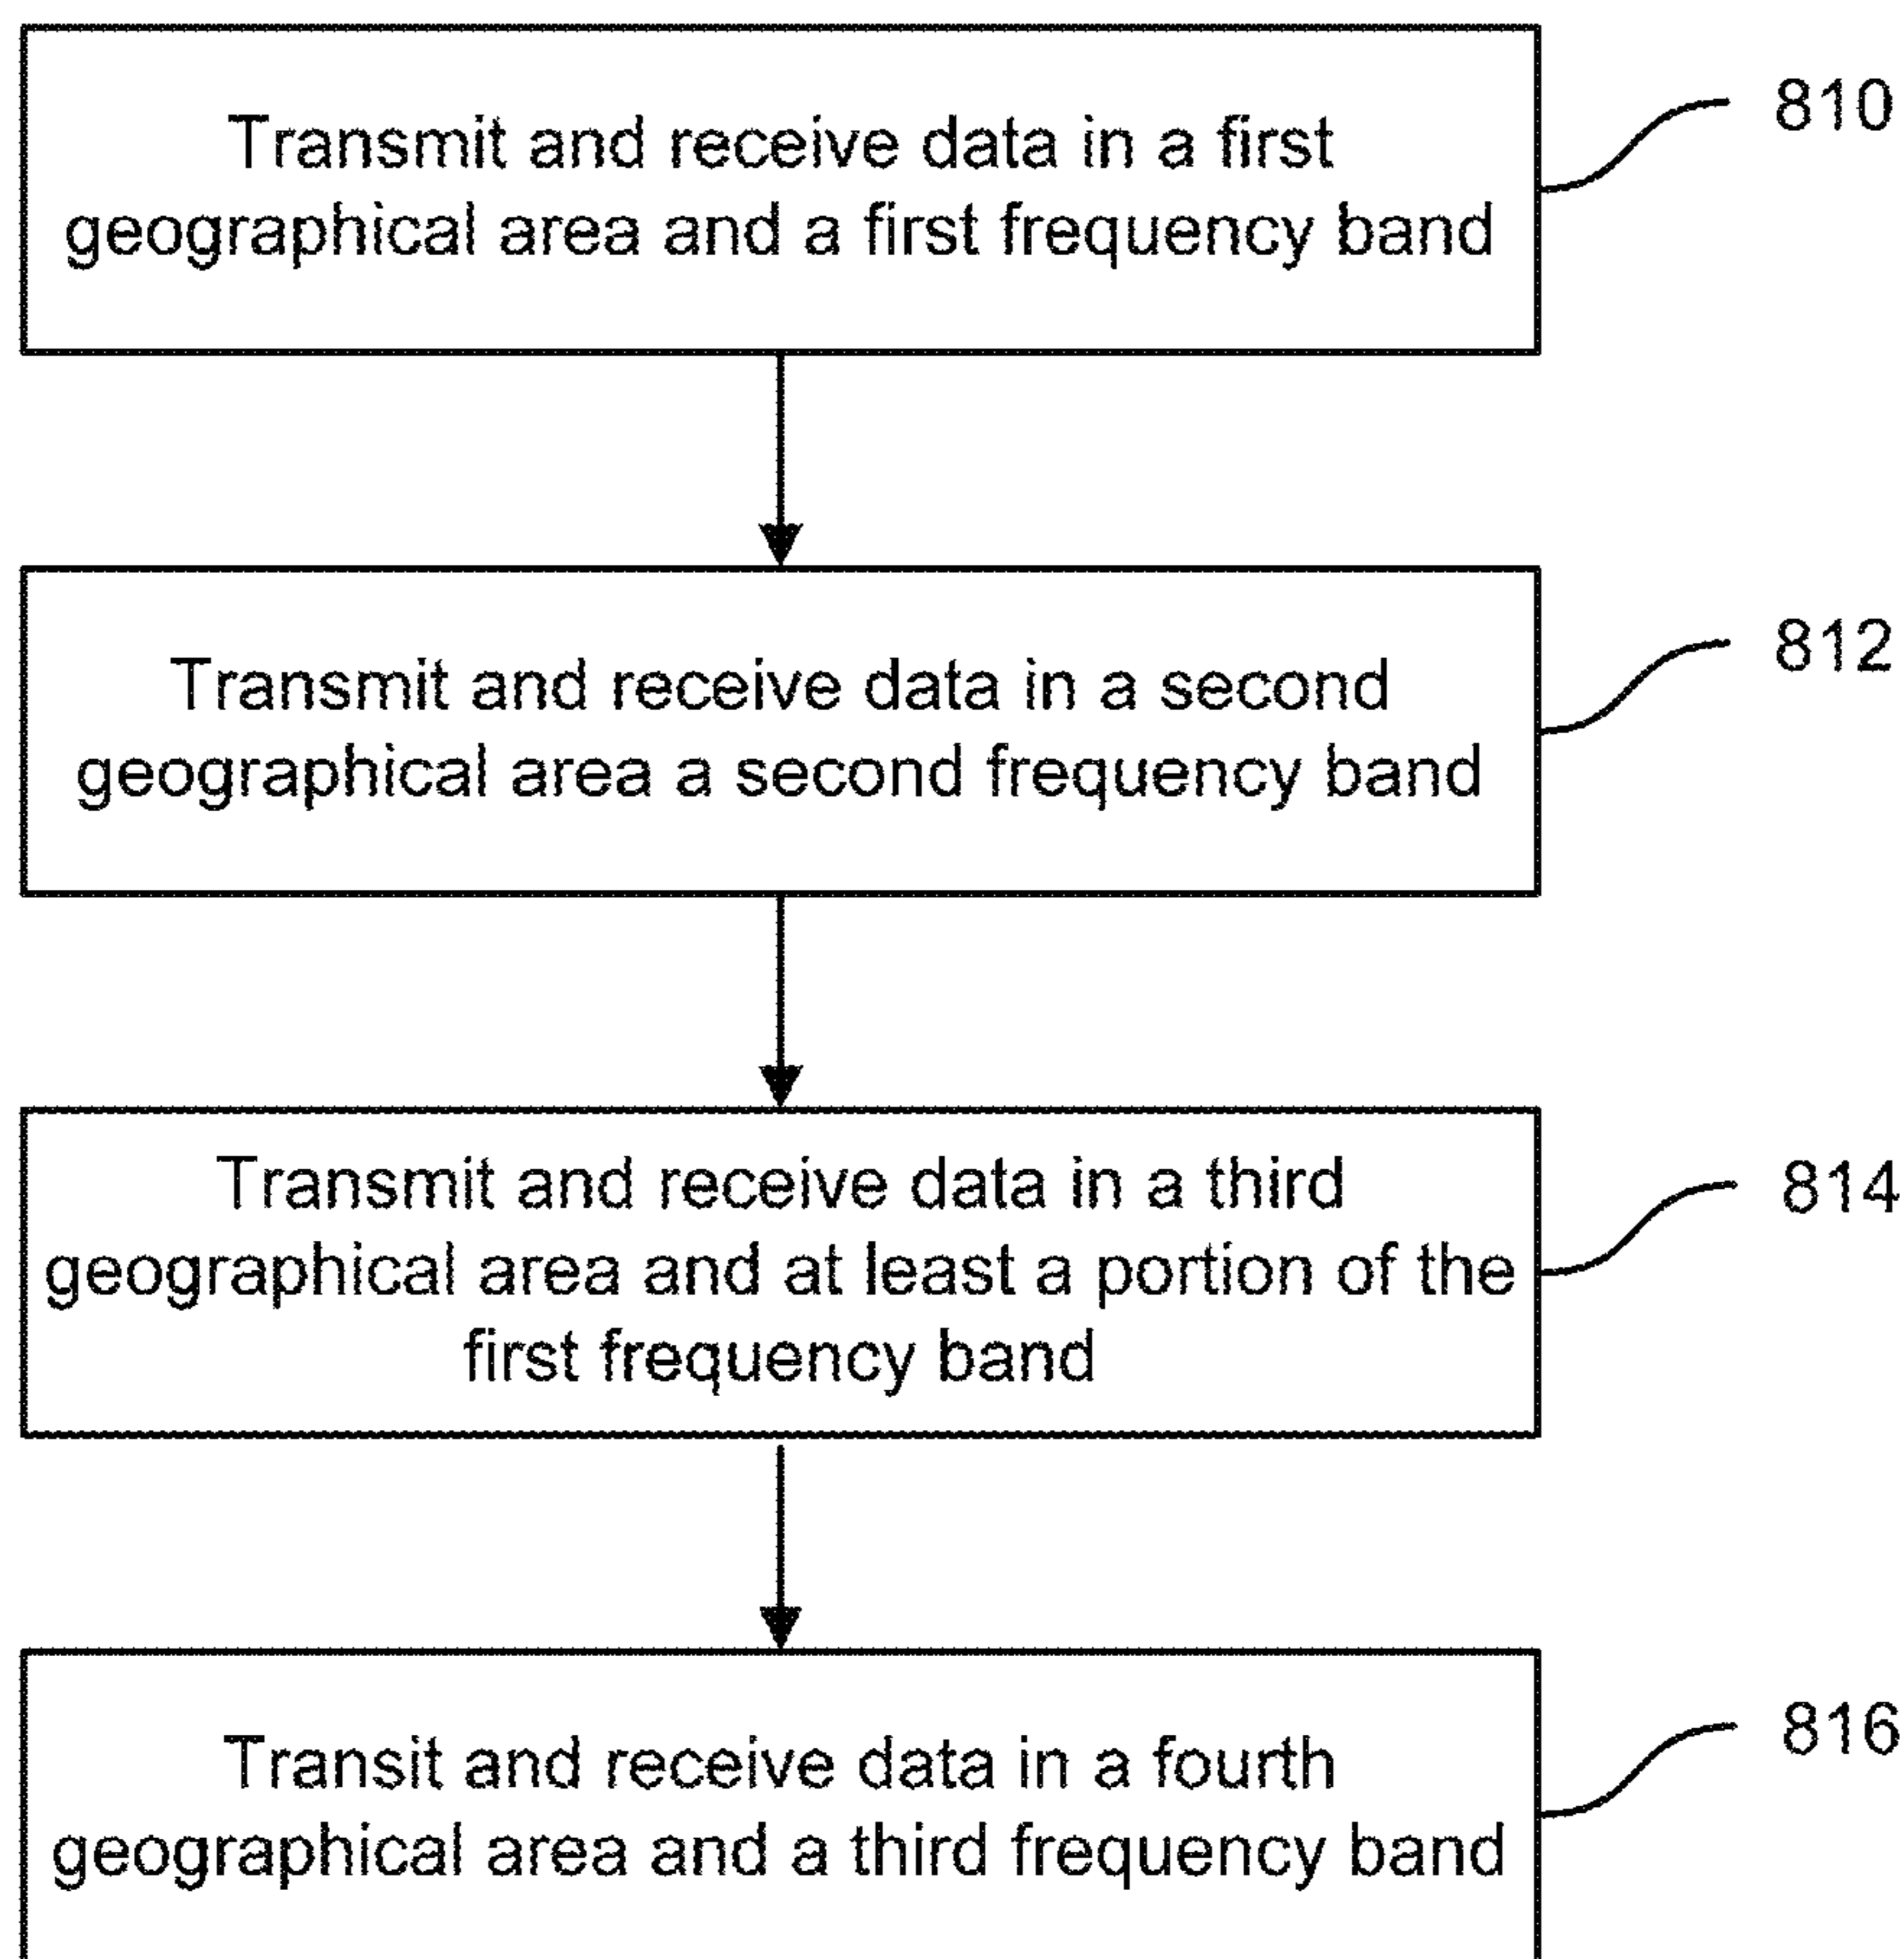 Transmit and receive data in a first
geographical area and a first frequency band
810
Transmit and receive data in a second
geographical area a second frequency band
812
Transmit and receive data in a third
geographical area and at least a portion of the
first frequency band
814
Transit and receive data in a fourth
geographical area and a third frequency band
816